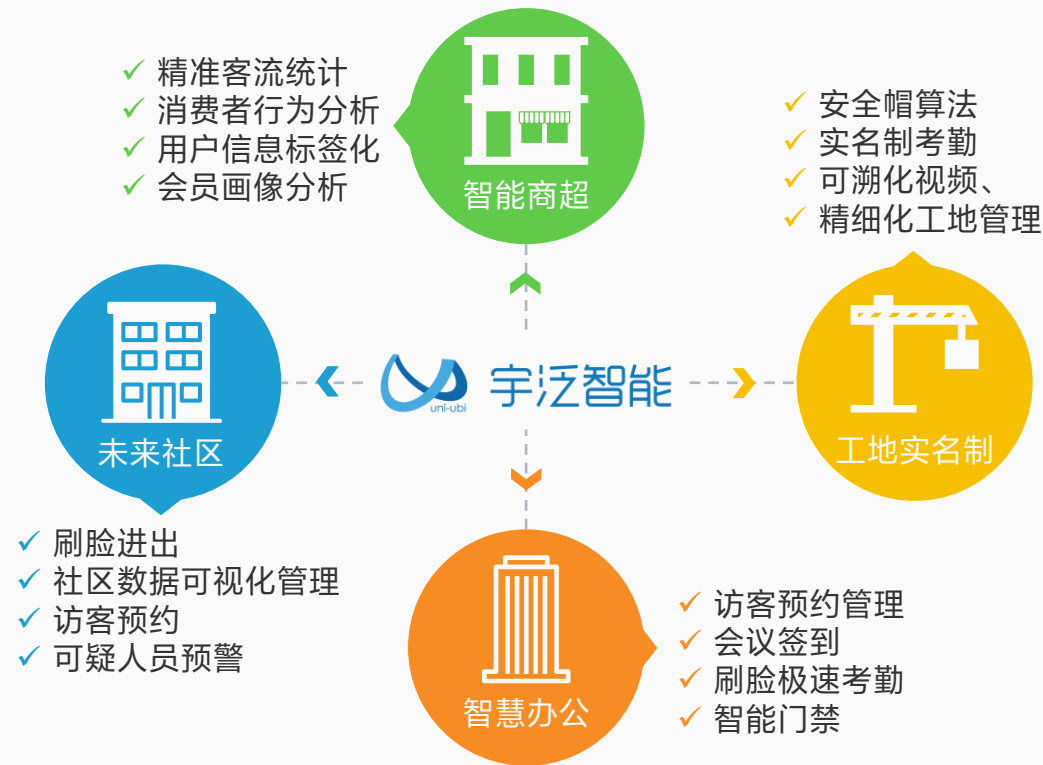 精准客流统计
消费者行为分析
用户信息标签化
会员画像分析
智能商超
安全帽算法
实名制考勤
可溯化视频、
精细化工地管理
uni-ubi
宇泛智能
未来社区
工地实名制
刷脸进出
社区数据可视化管理
访客预约
可疑人员预警
智慧办公
访客预约管理
会议签到
刷脸极速考勤
智能门禁